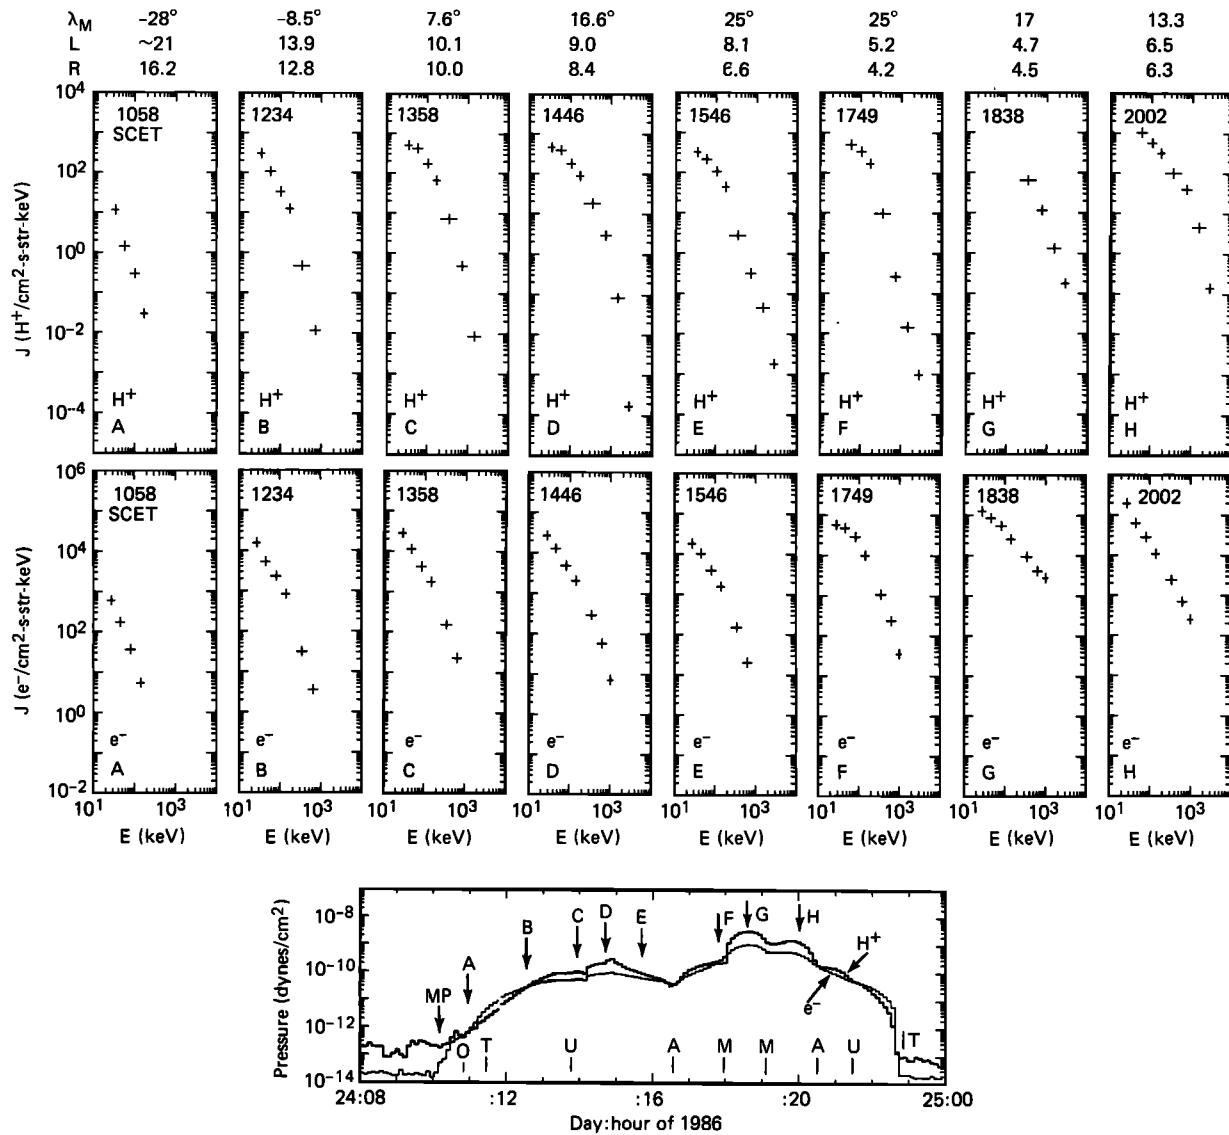 λM -28° -8.5° 7.6° 16.6° 25° 25° 17 13.3
L ~21 13.9 10.1 9.0 8.1 5.2 4.7 6.5
R 16.2 12.8 10.0 8.4 6.6 4.2 4.5 6.3
10^4
10^2
10^0
10^-2
10^-4
J (H+/cm2-s-str-keV)
1058 SCET
H+
A
1234
H+
B
1358
H+
C
1446
H+
D
1546
H+
E
1749
H+
F
1838
H+
G
2002
H+
H
10^6
10^4
10^2
10^0
10^-2
J (e-/cm2-s-str-keV)
1058 SCET
e-
A
1234
e-
B
1358
e-
C
1446
e-
D
1546
e-
E
1749
e-
F
1838
e-
G
2002
e-
H
10^1 10^3 10^1 10^3 10^1 10^3 10^1 10^3 10^1 10^3 10^1 10^3 10^1 10^3 10^1 10^3
E (keV) E (keV) E (keV) E (keV) E (keV) E (keV) E (keV) E (keV)
Pressure (dynes/cm2)
10^-8
10^-10
10^-12
10^-14
MP A B C D E F G H
H+
e-
O T U A M M A U T
24:08 :12 :16 :20 25:00
Day:hour of 1986